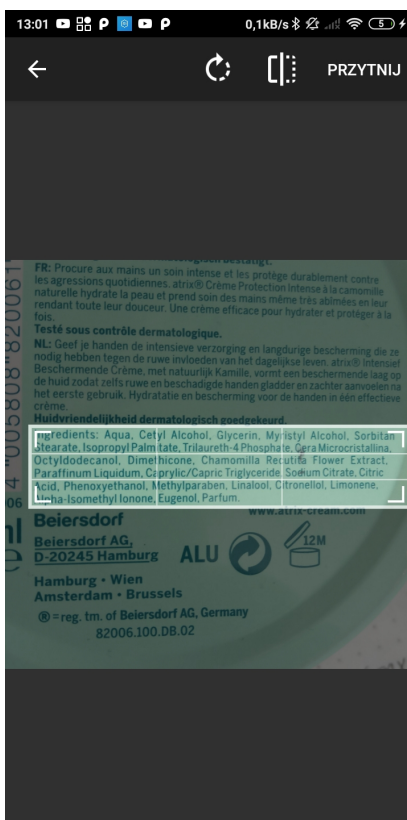 13:01 0,1kB/s 5
PRZYTNIJ
FR: Procure aux mains un soin intense et les protège durablement contre
les agressions quotidiennes. atrix® Crème Protection Intense à la camomille
naturelle hydrate la peau et prend soin des mains même très abîmées en leur
rendant toute leur douceur. Une crème efficace pour hydrater et protéger à la
fois.
Testé sous contrôle dermatologique.
NL: Geef je handen de intensieve verzorging en langdurige bescherming die ze
nodig hebben tegen de ruwe invloeden van het dagelijkse leven. atrix® Intensief
Beschermende Crème, met natuurlijk Kamille, vormt een beschermende laag op
de huid zodat zelfs ruwe en beschadigde handen gladder en zachter aanvoelen na
het eerste gebruik. Hydratatie en bescherming voor de handen in één effectieve
crème.
Huidvriendelijkheid dermatologisch goedgekeurd.
Ingredients: Aqua, Cetyl Alcohol, Glycerin, Myristyl Alcohol, Sorbitan
Stearate, Isopropyl Palmitate, Trilaureth-4 Phosphate, Cera Microcristallina,
Octyldodecanol, Dimethicone, Chamomilla Recutita Flower Extract,
Paraffinum Liquidum, Caprylic/Capric Triglyceride, Sodium Citrate, Citric
Acid, Phenoxyethanol, Methylparaben, Linalool, Citronellol, Limonene,
Alpha-Isomethyl Ionone, Eugenol, Parfum.
www.atrix-cream.com
Beiersdorf
Beiersdorf AG,
D-20245 Hamburg
ALU
12M
Hamburg • Wien
Amsterdam • Brussels
®=reg. tm. of Beiersdorf AG, Germany
82006.100.DB.02
4 "005808"820061